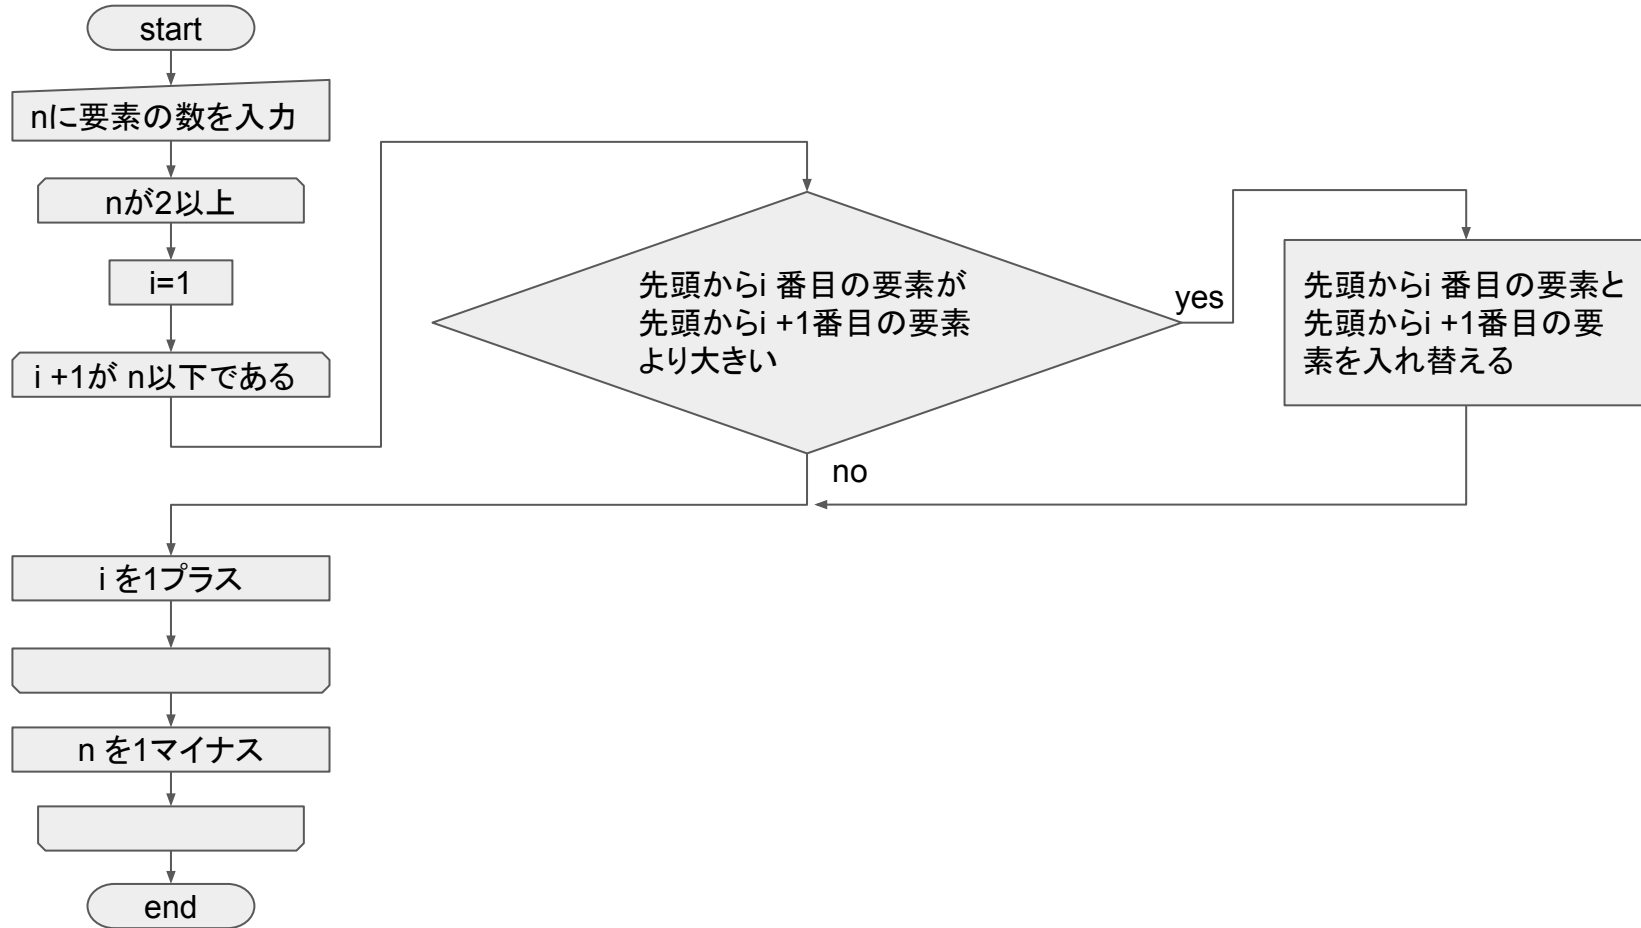 start
nに要素の数を入力
nが2以上
i=1
i +1が n以下である
先頭からi 番目の要素が
先頭からi +1番目の要素
より大きい
yes
先頭からi 番目の要素と
先頭からi +1番目の要
素を入れ替える
no
i を1プラス
n を1マイナス
end